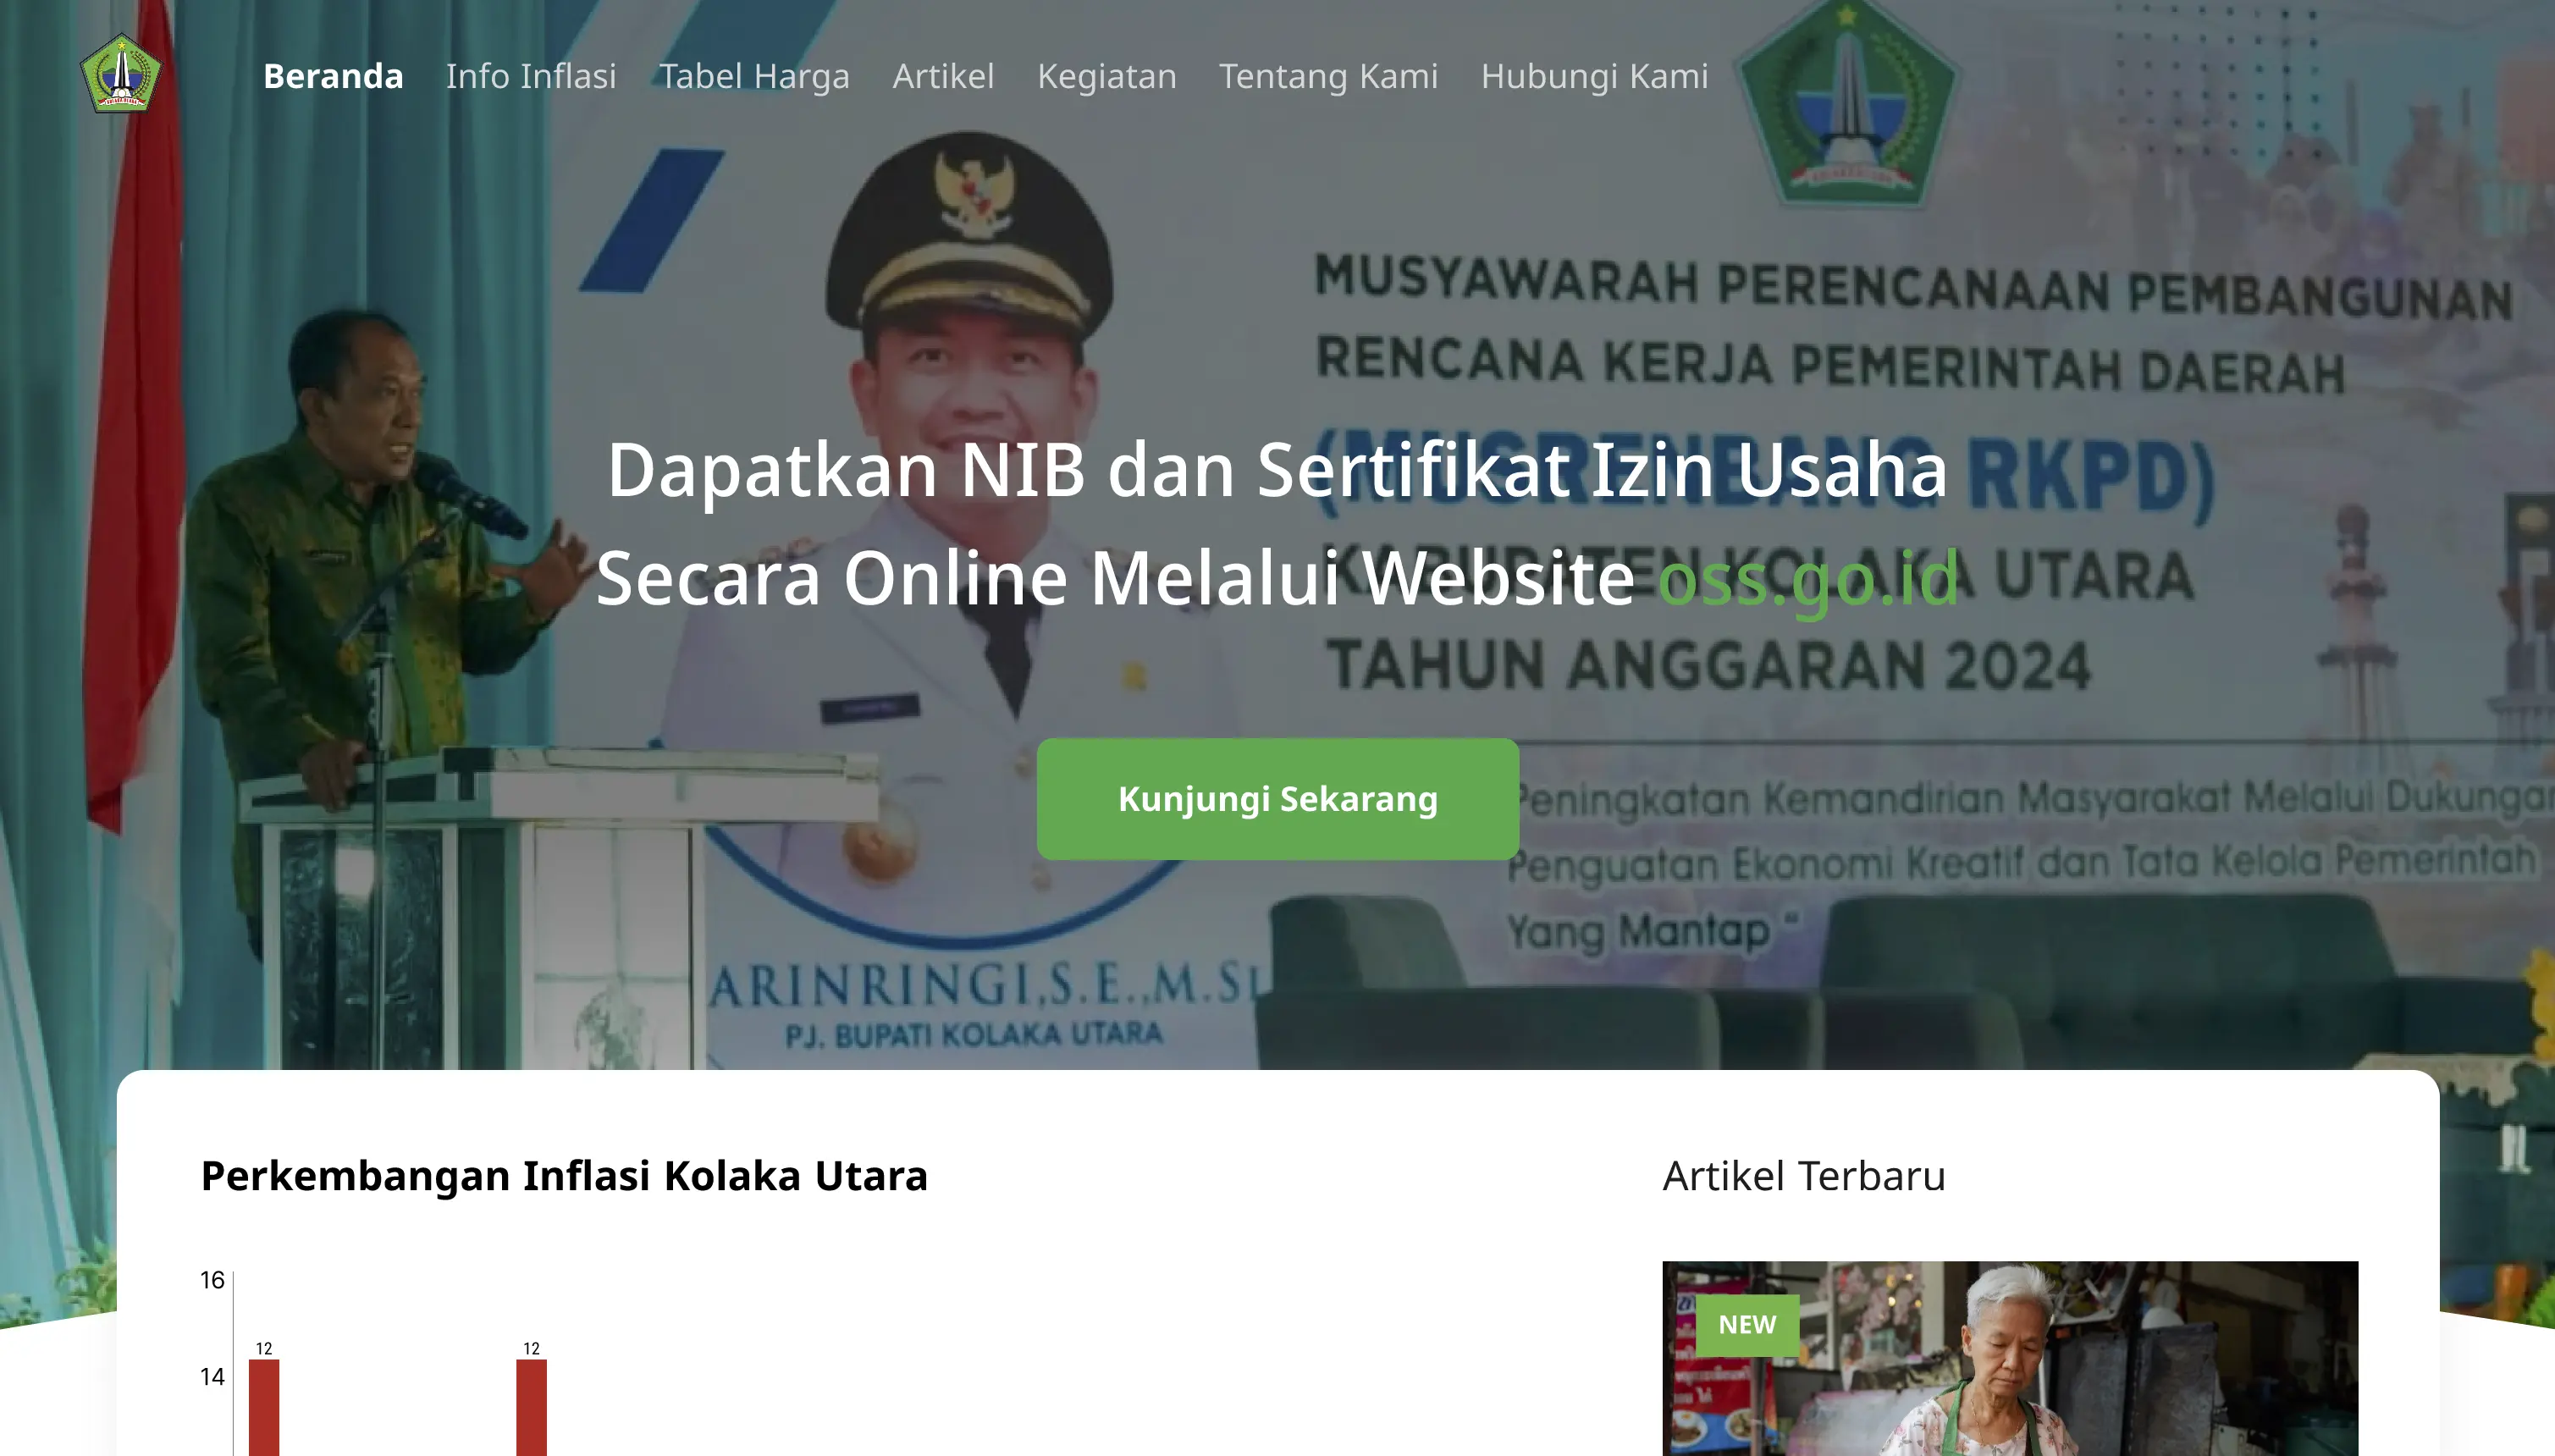 Beranda Info Inflasi Tabel Harga Artikel Kegiatan Tentang Kami Hubungi Kami
MUSYAWARAH PERENCANAAN PEMBANGUNAN
RENCANA KERJA PEMERINTAH DAERAH
(MUSRENBANG RKPD)
KABUPATEN KOLAKA UTARA
TAHUN ANGGARAN 2024
Dapatkan NIB dan Sertifikat Izin Usaha
Secara Online Melalui Website oss.go.id
Kunjungi Sekarang
Peningkatan Kemandirian Masyarakat Melalui Dukungan
Penguatan Ekonomi Kreatif dan Tata Kelola Pemerintah
Yang Mantap "
ARINRINGI,S.E.,M.Si
PJ. BUPATI KOLAKA UTARA
Perkembangan Inflasi Kolaka Utara
16
12 12
14
Artikel Terbaru
NEW